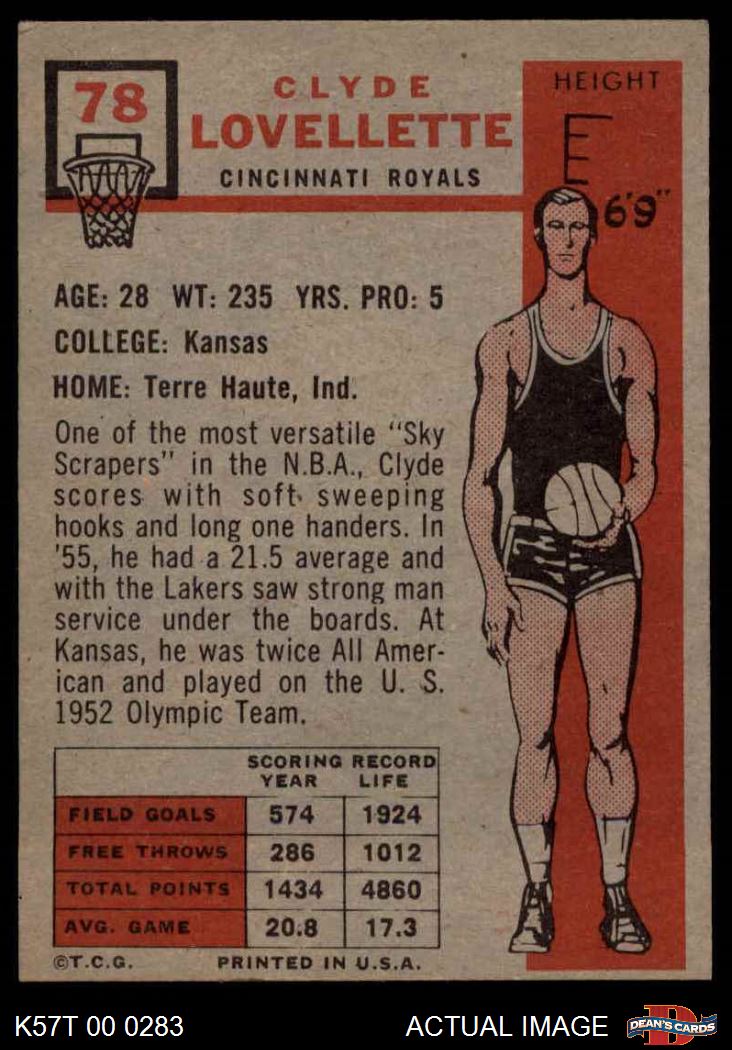 78
CLYDE
LOVELLETTE
CINCINNATI ROYALS
HEIGHT
6'9"
AGE: 28 WT: 235 YRS. PRO: 5
COLLEGE: Kansas
HOME: Terre Haute, Ind.
One of the most versatile "Sky
Scrapers" in the N.B.A., Clyde
scores with soft sweeping
hooks and long one handers. In
'55, he had a 21.5 average and
with the Lakers saw strong man
service under the boards. At
Kansas, he was twice All Amer-
ican and played on the U. S.
1952 Olympic Team.
SCORING RECORD
YEAR LIFE
FIELD GOALS 574 1924
FREE THROWS 286 1012
TOTAL POINTS 1434 4860
AVG. GAME 20.8 17.3
©T.C.G. PRINTED IN U.S.A.
K57T 00 0283
ACTUAL IMAGE
D
DEAN'S CARDS